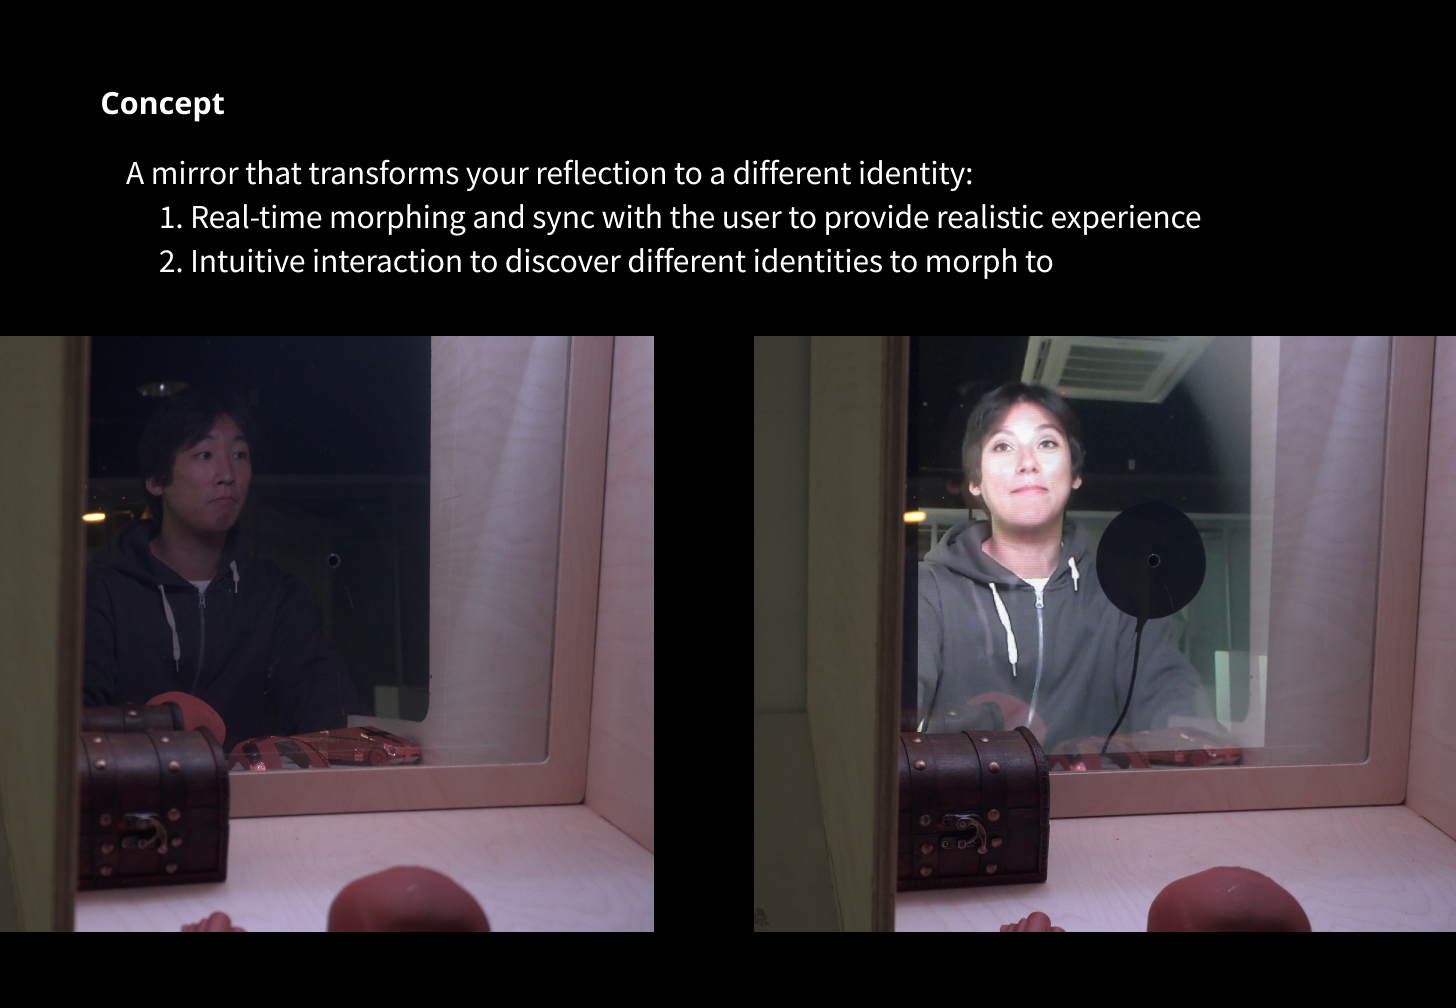 Concept
A mirror that transforms your reflection to a different identity:
1. Real-time morphing and sync with the user to provide realistic experience
2. Intuitive interaction to discover different identities to morph to